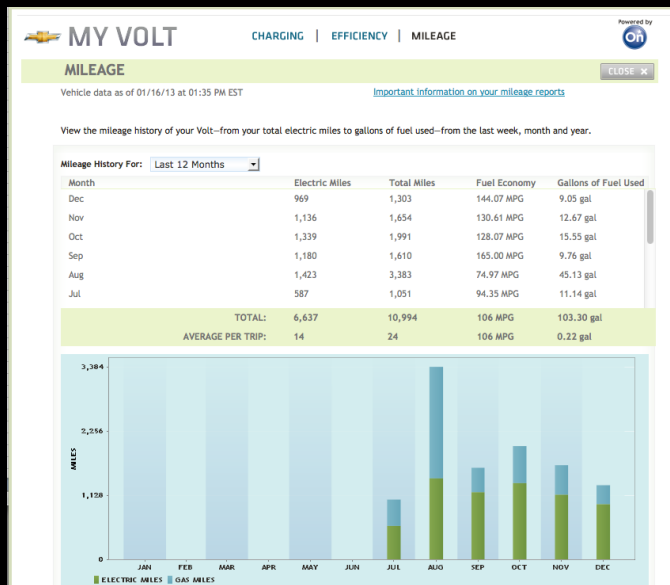 Powered by
On
MY VOLT
CHARGING | EFFICIENCY | MILEAGE
MILEAGE
CLOSE X
Vehicle data as of 01/16/13 at 01:35 PM EST
Important information on your mileage reports
View the mileage history of your Volt—from your total electric miles to gallons of fuel used—from the last week, month and year.
Mileage History For: Last 12 Months
Month Electric Miles Total Miles Fuel Economy Gallons of Fuel Used
Dec 969 1,303 144.07 MPG 9.05 gal
Nov 1,136 1,654 130.61 MPG 12.67 gal
Oct 1,339 1,991 128.07 MPG 15.55 gal
Sep 1,180 1,610 165.00 MPG 9.76 gal
Aug 1,423 3,383 74.97 MPG 45.13 gal
Jul 587 1,051 94.35 MPG 11.14 gal
TOTAL: 6,637 10,994 106 MPG 103.30 gal
AVERAGE PER TRIP: 14 24 106 MPG 0.22 gal
3,384
2,256
1,128
0
MILES
JAN FEB MAR APR MAY JUN JUL AUG SEP OCT NOV DEC
ELECTRIC MILES GAS MILES